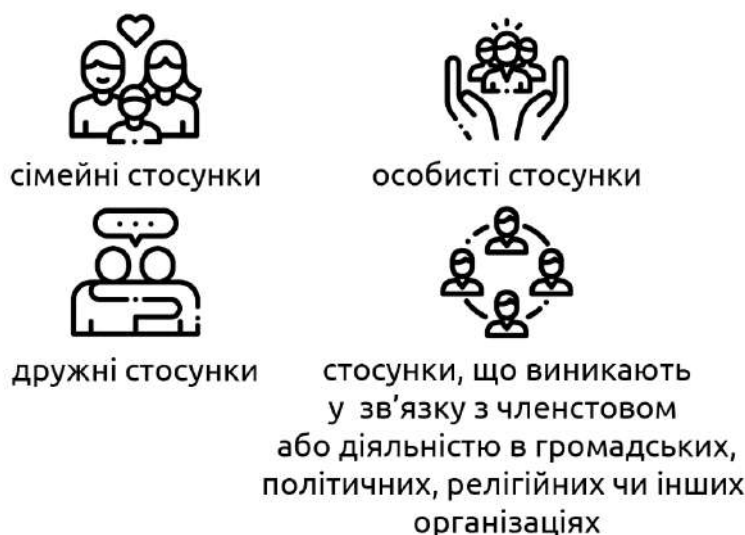 сімейні стосунки
особисті стосунки
дружні стосунки
стосунки, що виникають
у зв’язку з членстовом
або діяльністю в громадських,
політичних, релігійних чи інших
організаціях